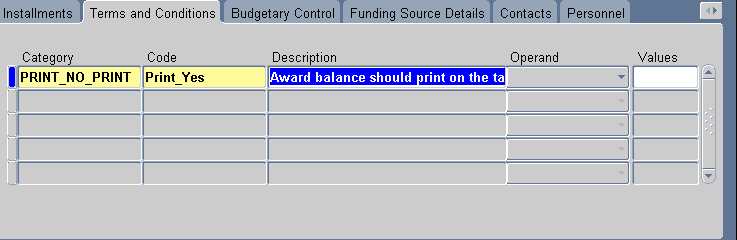 Installments Terms and Conditions Budgetary Control Funding Source Details Contacts Personnel
Category Code Description Operand Values
PRINT_NO_PRINT Print_Yes Award balance should print on the ta